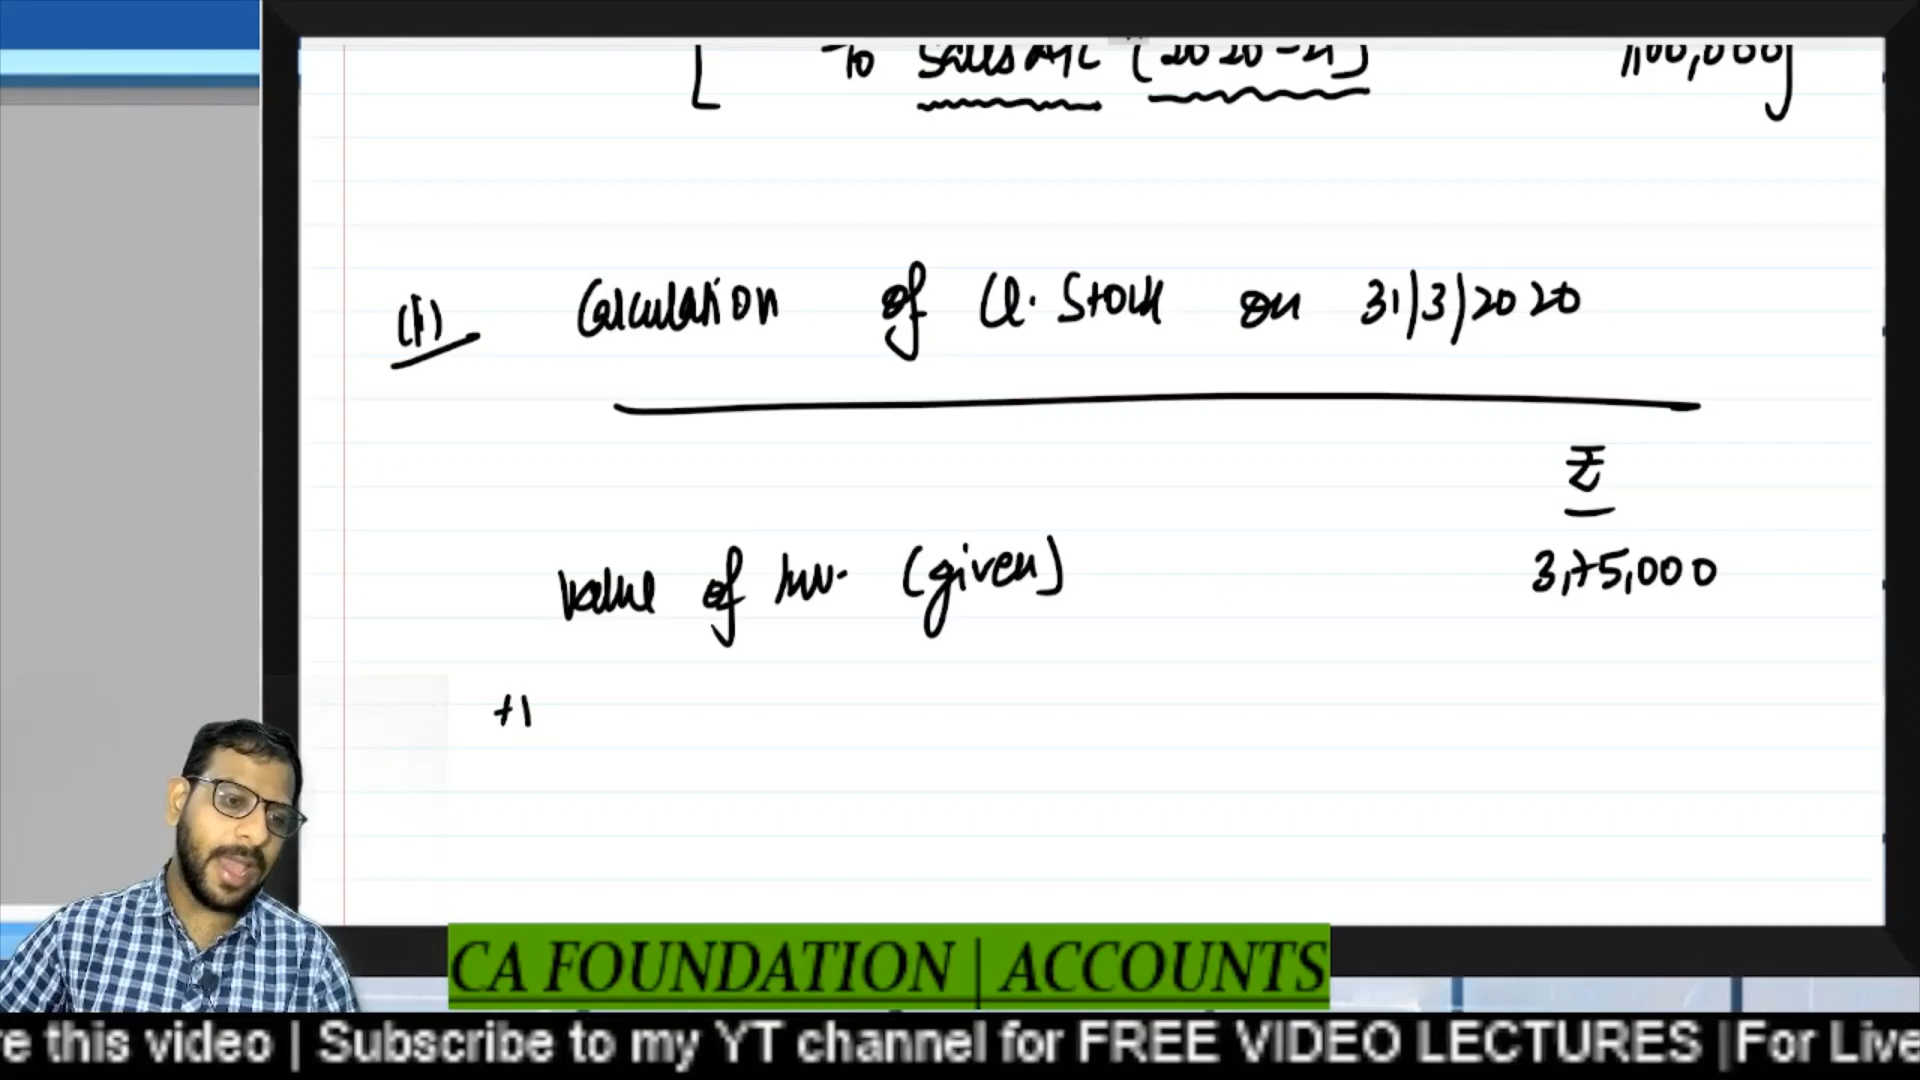 To Sales A/C (2020-21) 1,00,000
(i) Calculation of Cl. Stock on 31/3/2020
₹
Value of Inv. (given) 3,75,000
+1
CA FOUNDATION | ACCOUNTS
re this video | Subscribe to my YT channel for FREE VIDEO LECTURES | For Live